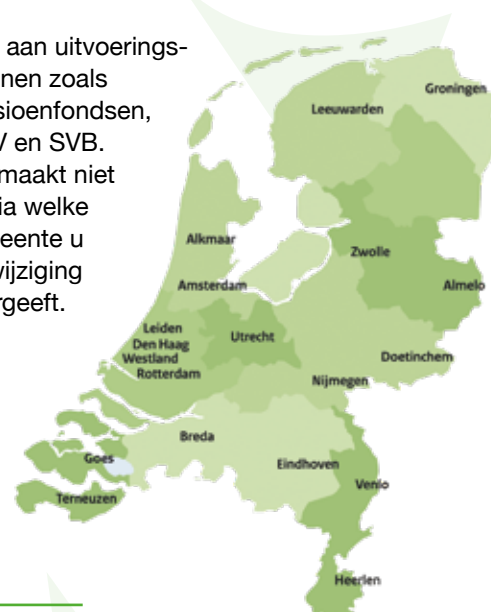 aan uitvoerings-
nen zoals
sioenfondsen,
V en SVB.
maakt niet
ia welke
eente u
wijziging
rgeeft.
Groningen
Leeuwarden
Alkmaar
Zwolle
Amsterdam
Almelo
Leiden
Den Haag
Utrecht
Westland
Doetinchem
Rotterdam
Nijmegen
Breda
Goes
Eindhoven
Venlo
Terneuzen
Heerlen